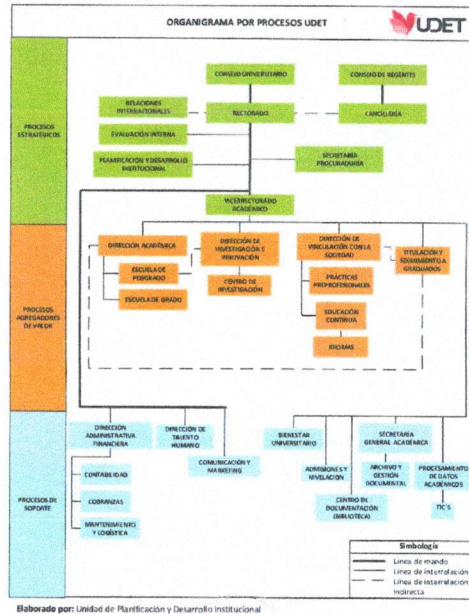 ORGANIGRAMA POR PROCESOS UDET
UDET
CONSEJO UNIVERSITARIO
CONSEJO DE REGENTES
RELACIONES
INTERNACIONALES
RECTORADO
CANCILLERÍA
PROCESOS
ESTRATÉGICOS
EVALUACIÓN INTERNA
PLANIFICACIÓN Y DESARROLLO
INSTITUCIONAL
SECRETARÍA
PROCURADURÍA
VICERRECTORADO
ACADÉMICO
DIRECCIÓN ACADÉMICA
DIRECCIÓN DE
INVESTIGACIÓN E
INNOVACIÓN
DIRECCIÓN DE
VINCULACIÓN CON LA
SOCIEDAD
TITULACIÓN Y
SEGUIMIENTO A
GRADUADOS
ESCUELA DE
POSGRADO
ESCUELA DE GRADO
CENTRO DE
INVESTIGACIÓN
PRÁCTICAS
PREPROFESIONALES
EDUCACIÓN
CONTINUA
IDIOMAS
PROCESOS
AGREGADORES
DE VALOR
DIRECCIÓN
ADMINISTRATIVA
FINANCIERA
DIRECCIÓN DE
TALENTO
HUMANO
COMUNICACIÓN Y
MARKETING
BIENESTAR
UNIVERSITARIO
SECRETARÍA
GENERAL ACADÉMICA
CONTABILIDAD
COBRANZAS
MANTENIMIENTO
Y LOGÍSTICA
ADMISIONES Y
NIVELACIÓN
ARCHIVO Y
GESTIÓN
DOCUMENTAL
PROCESAMIENTO
DE DATOS
ACADÉMICOS
CENTRO DE
DOCUMENTACIÓN
(BIBLIOTECA)
TIC´S
PROCESOS DE
SOPORTE
Simbología
Línea de mando
Línea de interrelación
Línea de interrelación
indirecta
Elaborado por: Unidad de Planificación y Desarrollo Institucional